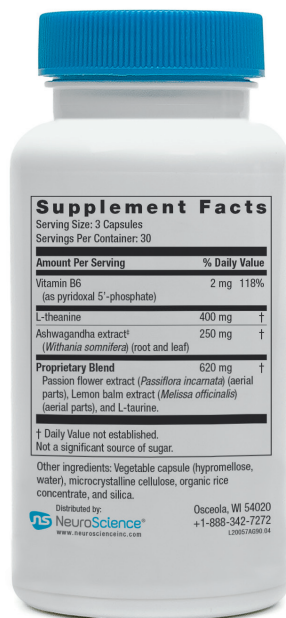 Supplement Facts
Serving Size: 3 Capsules
Servings Per Container: 30
Amount Per Serving % Daily Value
Vitamin B6 2 mg 118%
(as pyridoxal 5'-phosphate)
L-theanine 400 mg †
Ashwagandha extract‡ 250 mg †
(Withania somnifera) (root and leaf)
Proprietary Blend 620 mg †
Passion flower extract (Passiflora incarnata) (aerial
parts), Lemon balm extract (Melissa officinalis)
(aerial parts), and L-taurine.
† Daily Value not established.
Not a significant source of sugar.
Other ingredients: Vegetable capsule (hypromellose,
water), microcrystalline cellulose, organic rice
concentrate, and silica.
Distributed by:
ns NeuroScience®
www.neuroscienceinc.com
Osceola, WI 54020
+1-888-342-7272
L20057AG90.04